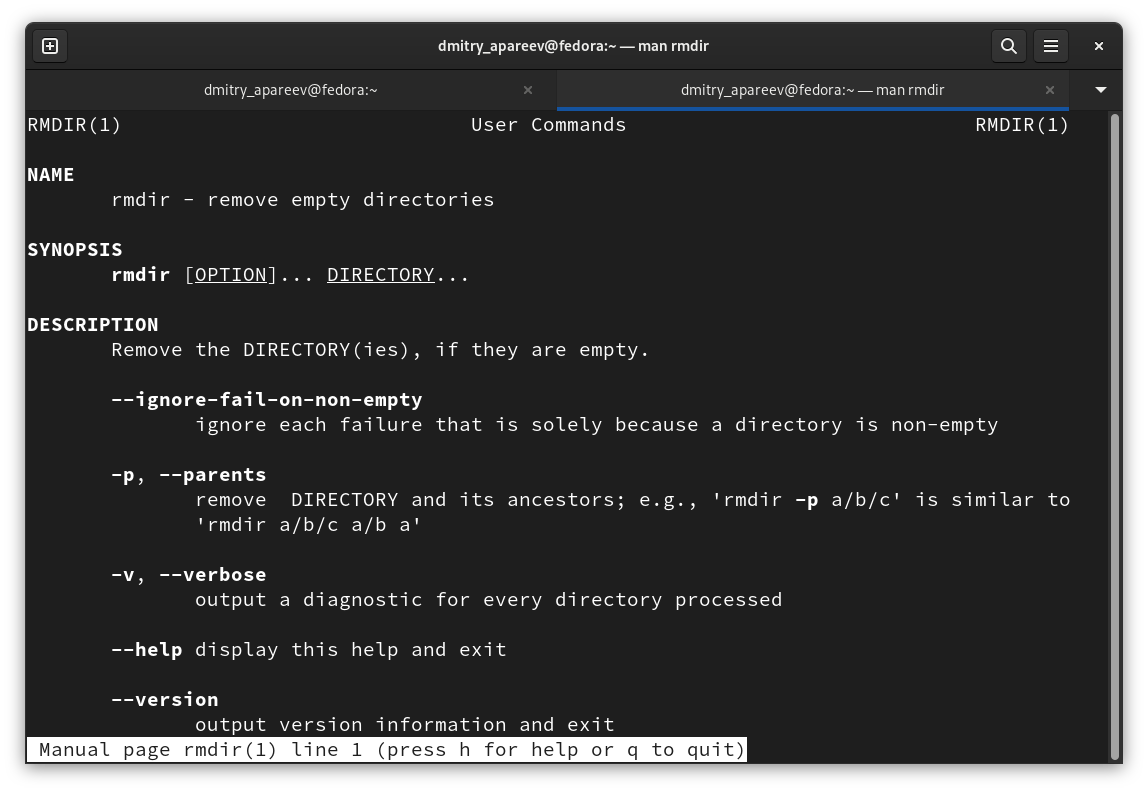 dmitry_apareev@fedora:~ — man rmdir
dmitry_apareev@fedora:~
dmitry_apareev@fedora:~ — man rmdir
RMDIR(1) User Commands RMDIR(1)
NAME
rmdir - remove empty directories
SYNOPSIS
rmdir [OPTION]... DIRECTORY...
DESCRIPTION
Remove the DIRECTORY(ies), if they are empty.
--ignore-fail-on-non-empty
ignore each failure that is solely because a directory is non-empty
-p, --parents
remove  DIRECTORY and its ancestors; e.g., 'rmdir -p a/b/c' is similar to
'rmdir a/b/c a/b a'
-v, --verbose
output a diagnostic for every directory processed
--help display this help and exit
--version
output version information and exit
Manual page rmdir(1) line 1 (press h for help or q to quit)